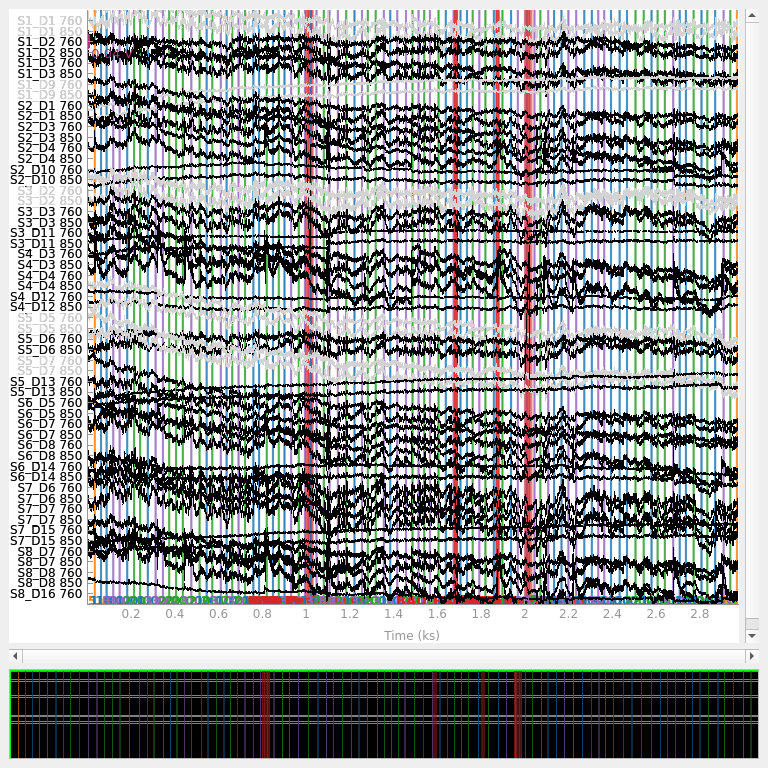 S1_D1 760
S1_D1 850
S1_D2 760
S1_D2 850
S1_D3 760
S1_D3 850
S1_D9 760
S1_D9 850
S2_D1 760
S2_D1 850
S2_D3 760
S2_D3 850
S2_D4 760
S2_D4 850
S2_D10 760
S2_D10 850
S3_D2 760
S3_D2 850
S3_D3 760
S3_D3 850
S3_D11 760
S3_D11 850
S4_D3 760
S4_D3 850
S4_D4 760
S4_D4 850
S4_D12 760
S4_D12 850
S5_D5 760
S5_D5 850
S5_D6 760
S5_D6 850
S5_D7 760
S5_D7 850
S5_D13 760
S5_D13 850
S6_D5 760
S6_D5 850
S6_D7 760
S6_D7 850
S6_D8 760
S6_D8 850
S6_D14 760
S6_D14 850
S7_D6 760
S7_D6 850
S7_D7 760
S7_D7 850
S7_D15 760
S7_D15 850
S8_D7 760
S8_D7 850
S8_D8 760
S8_D8 850
S8_D16 760
0.2 0.4 0.6 0.8 1 1.2 1.4 1.6 1.8 2 2.2 2.4 2.6 2.8
Time (ks)